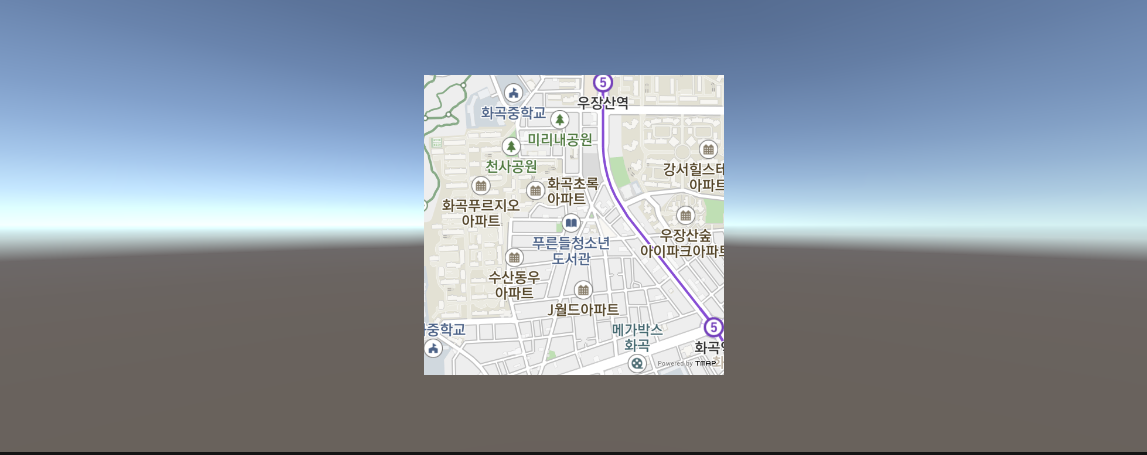 5
우장산역
화곡중학교
미리내공원
천사공원
강서힐스테
아파트
화곡초록
아파트
화곡푸르지오
아파트
우장산숲
아이파크아파트
푸른들청소년
도서관
수산동우
아파트
J월드아파트
중학교
메가박스
화곡
5
화곡역
Powered by TMAP